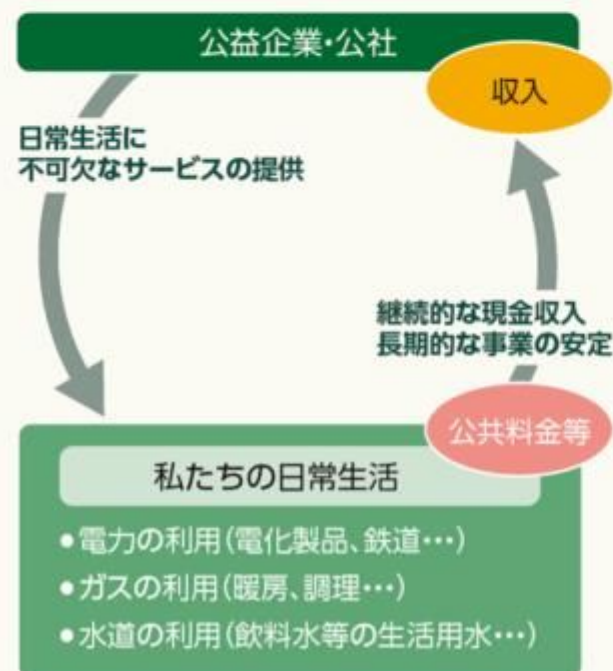 公益企業・公社
収入
日常生活に
不可欠なサービスの提供
継続的な現金収入
長期的な事業の安定
公共料金等
私たちの日常生活
●電力の利用(電化製品、鉄道…)
●ガスの利用(暖房、調理…)
●水道の利用(飲料水等の生活用水…)